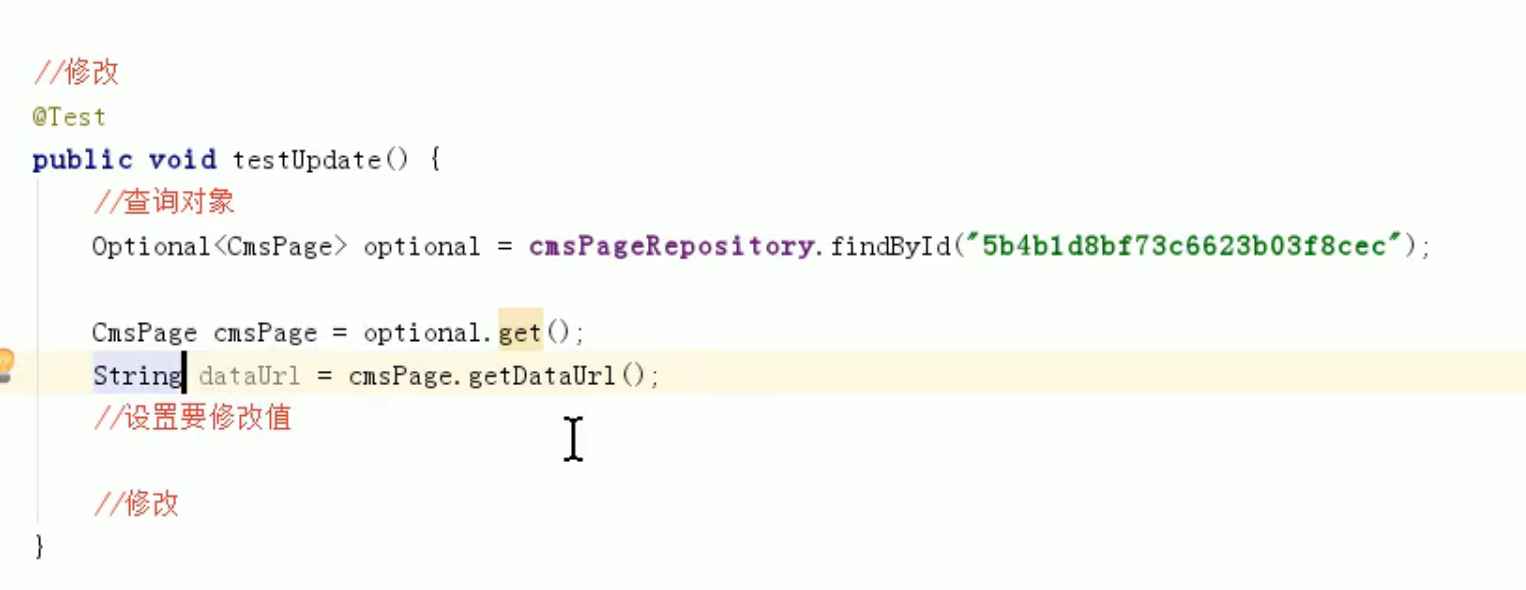 //修改
@Test
public void testUpdate() {
//查询对象
Optional<CmsPage> optional = cmsPageRepository.findById("5b4b1d8bf73c6623b03f8cec");
CmsPage cmsPage = optional.get();
String dataUrl = cmsPage.getDataUrl();
//设置要修改值
//修改
}